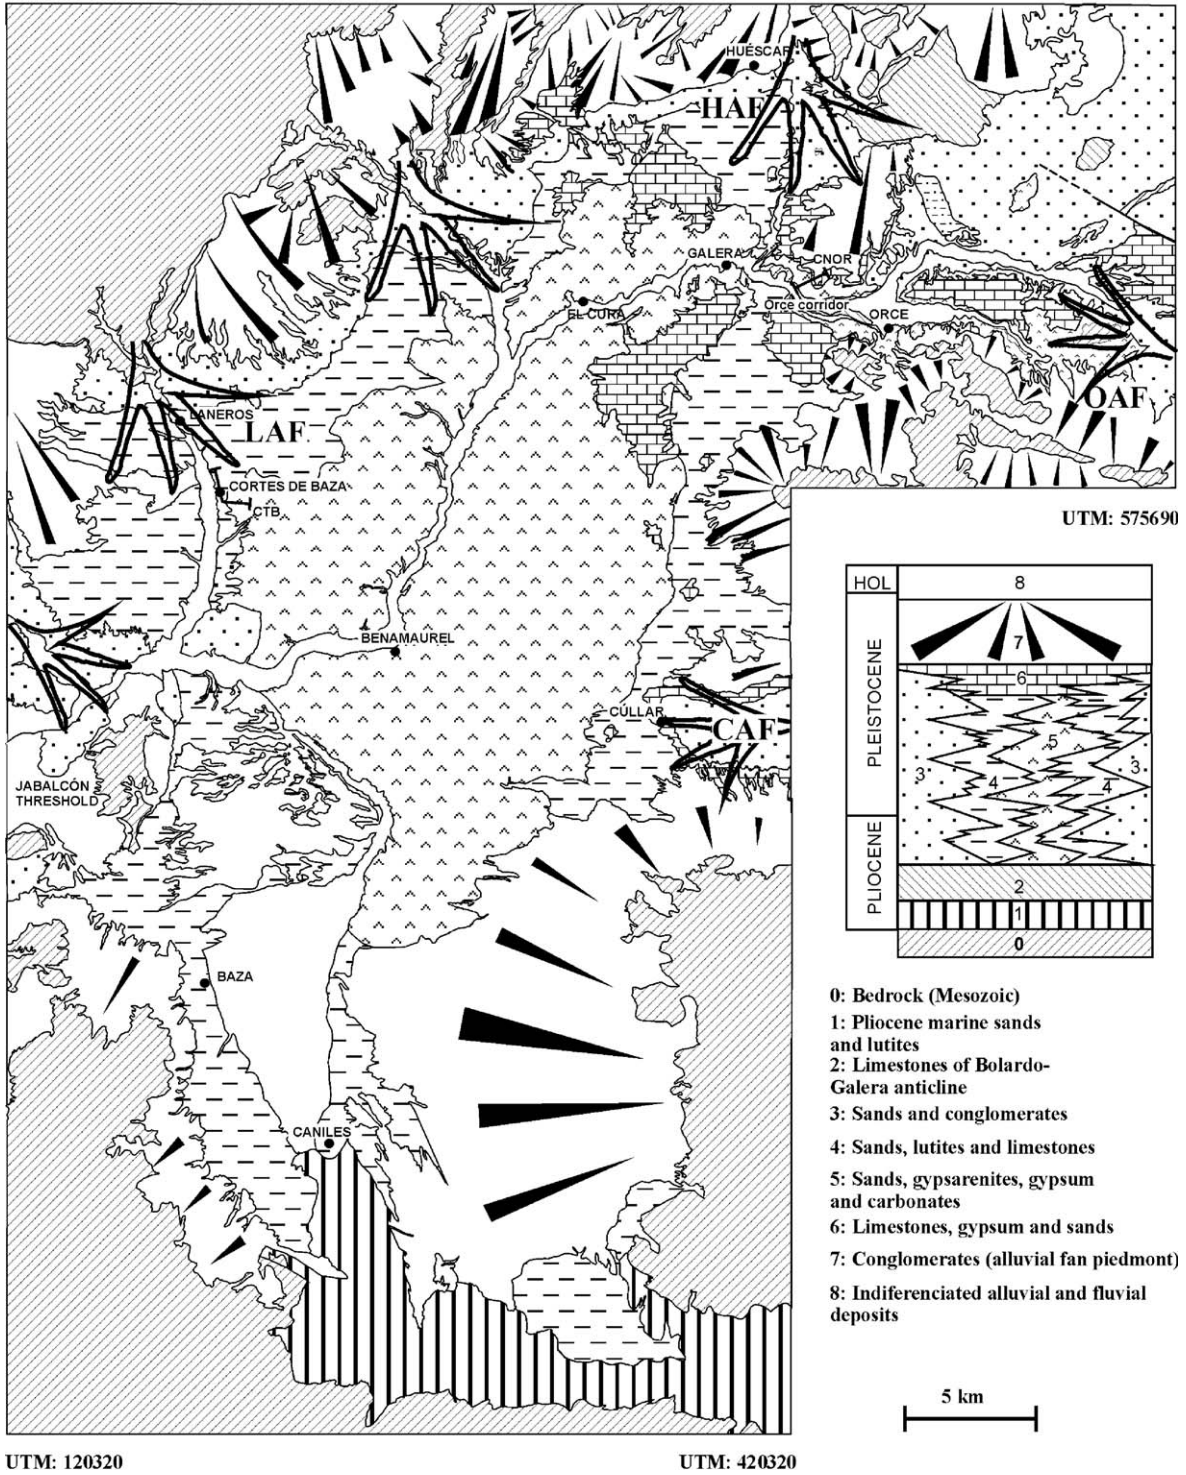 HUÉSCAR
HAF
GALERA
CNOR
Orce corridor
EL CURA
ORCE
OAF
LANEROS
LAF
CORTES DE BAZA
CTB
UTM: 575690
BENAMAUREL
CÚLLAR
CAF
JABALCÓN
THRESHOLD
BAZA
CANILES
HOL
PLEISTOCENE
PLIOCENE
8
7
6
5
3
4
4
3
2
1
0
0: Bedrock (Mesozoic)
1: Pliocene marine sands
and lutites
2: Limestones of Bolardo-
Galera anticline
3: Sands and conglomerates
4: Sands, lutites and limestones
5: Sands, gypsarenites, gypsum
and carbonates
6: Limestones, gypsum and sands
7: Conglomerates (alluvial fan piedmont)
8: Indiferenciated alluvial and fluvial
deposits
5 km
UTM: 120320
UTM: 420320